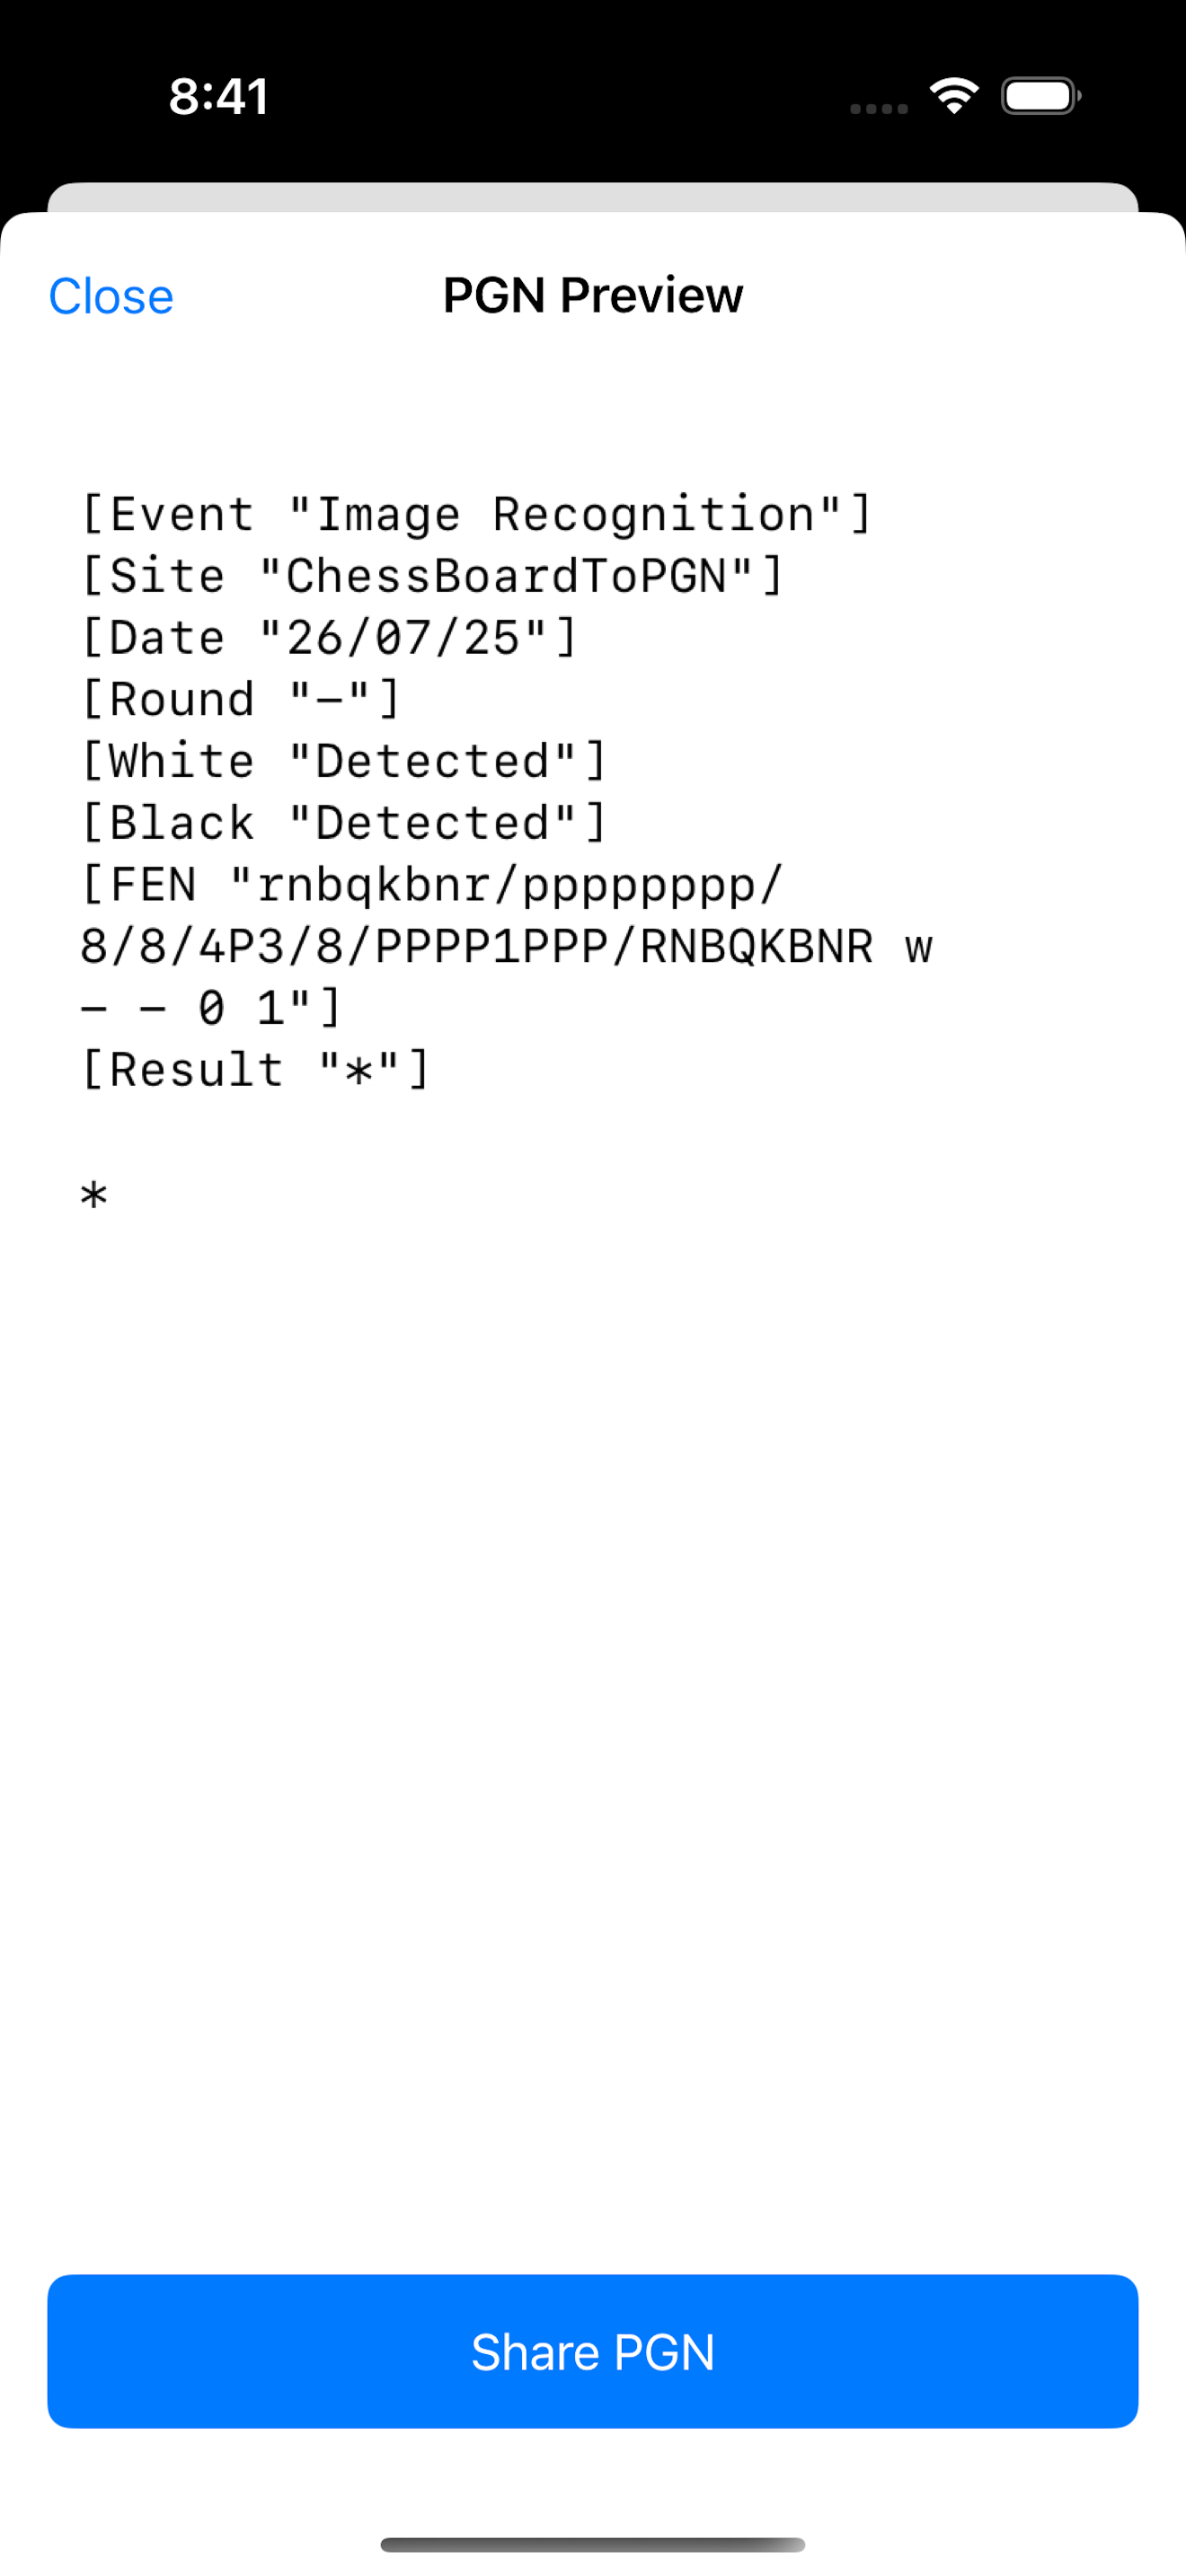 8:41
Close
PGN Preview
[Event "Image Recognition"]
[Site "ChessBoardToPGN"]
[Date "26/07/25"]
[Round "-"]
[White "Detected"]
[Black "Detected"]
[FEN "rnbqkbnr/pppppppp/
8/8/4P3/8/PPPP1PPP/RNBQKBNR w
- - 0 1"]
[Result "*"]
*
Share PGN